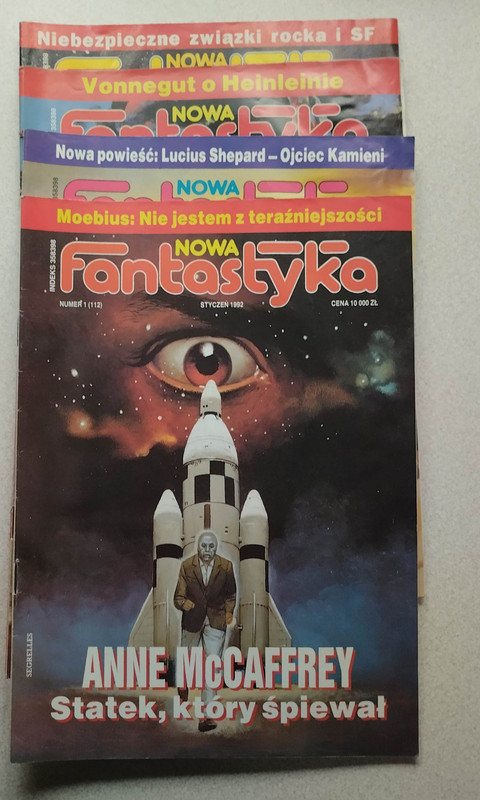 Niebezpieczne związki rocka i SF
NOWA
Vonnegut o Heinleinie
NOWA
Fantastyka
Nowa powieść: Lucius Shepard – Ojciec Kamieni
NOWA
Moebius: Nie jestem z teraźniejszości
NOWA
Fantastyka
INDEKS 358398
NUMER 1 (112)
STYCZEŃ 1992
CENA 10 000 ZŁ
SEGRELLES
ANNE McCAFFREY
Statek, który śpiewał